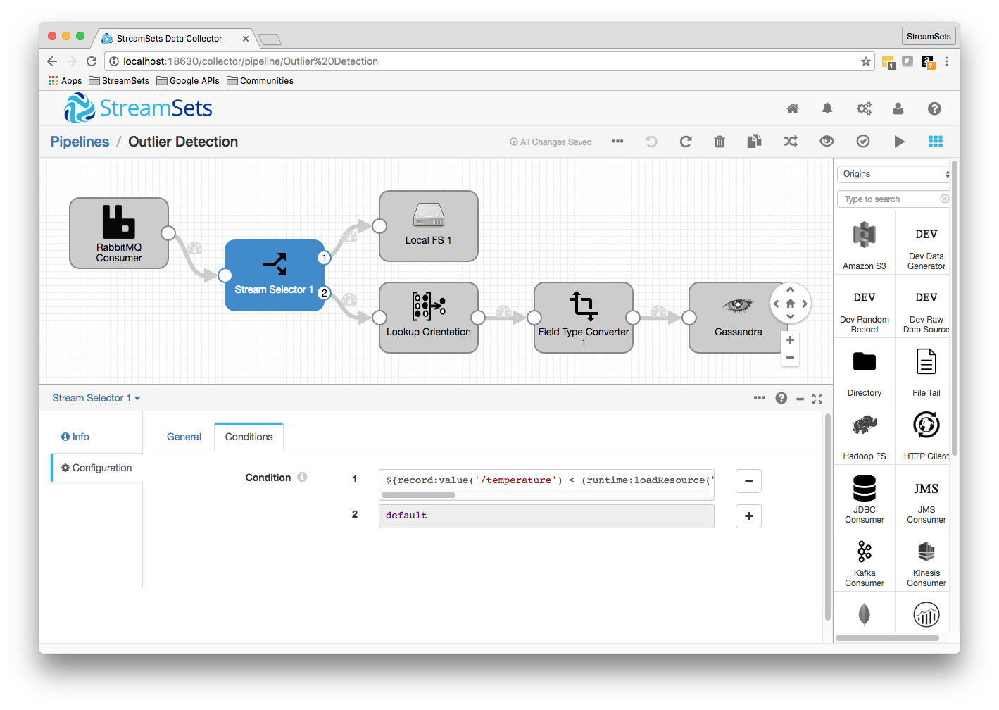 StreamSets Data Collector
StreamSets
localhost:18630/collector/pipeline/Outlier%20Detection
1
2
Apps
StreamSets
Google APIs
Communities
StreamSets
Pipelines / Outlier Detection
All Changes Saved
RabbitMQ
Consumer
Stream Selector 1
1
2
Local FS 1
Lookup Orientation
Field Type Converter
1
Cassandra
Origins
Type to search
Amazon S3
DEV
Dev Data
Generator
DEV
Dev Random
Record
DEV
Dev Raw
Data Source
Directory
File Tail
Hadoop FS
HTTP Client
JDBC
Consumer
JMS
JMS
Consumer
Kafka
Consumer
Kinesis
Consumer
Stream Selector 1
Info
Configuration
General
Conditions
Condition
1
${record:value('/temperature') < (runtime:loadResource('
2
default